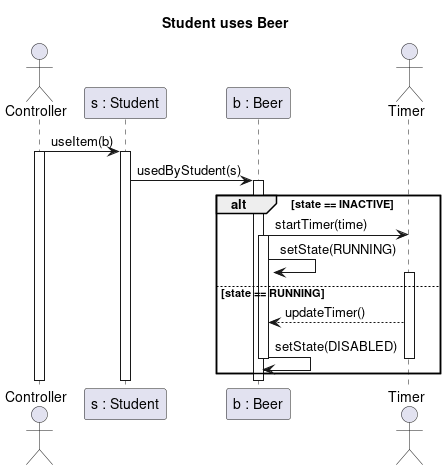 Student uses Beer
Controller
s : Student
b : Beer
Timer
useItem(b)
usedByStudent(s)
alt
[state == INACTIVE]
startTimer(time)
setState(RUNNING)
[state == RUNNING]
updateTimer()
setState(DISABLED)
Controller
s : Student
b : Beer
Timer